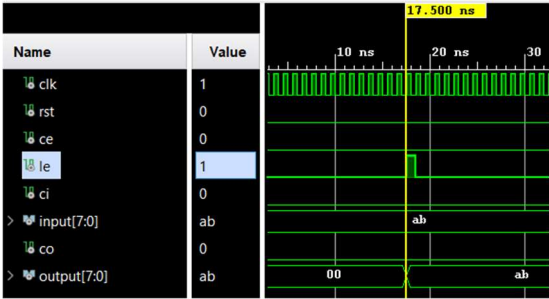 17.500 ns
Name Value
10 ns 20 ns 30
clk 1
rst 0
ce 0
le 1
ci 0
input[7:0] ab ab
co 0
output[7:0] ab 00 ab